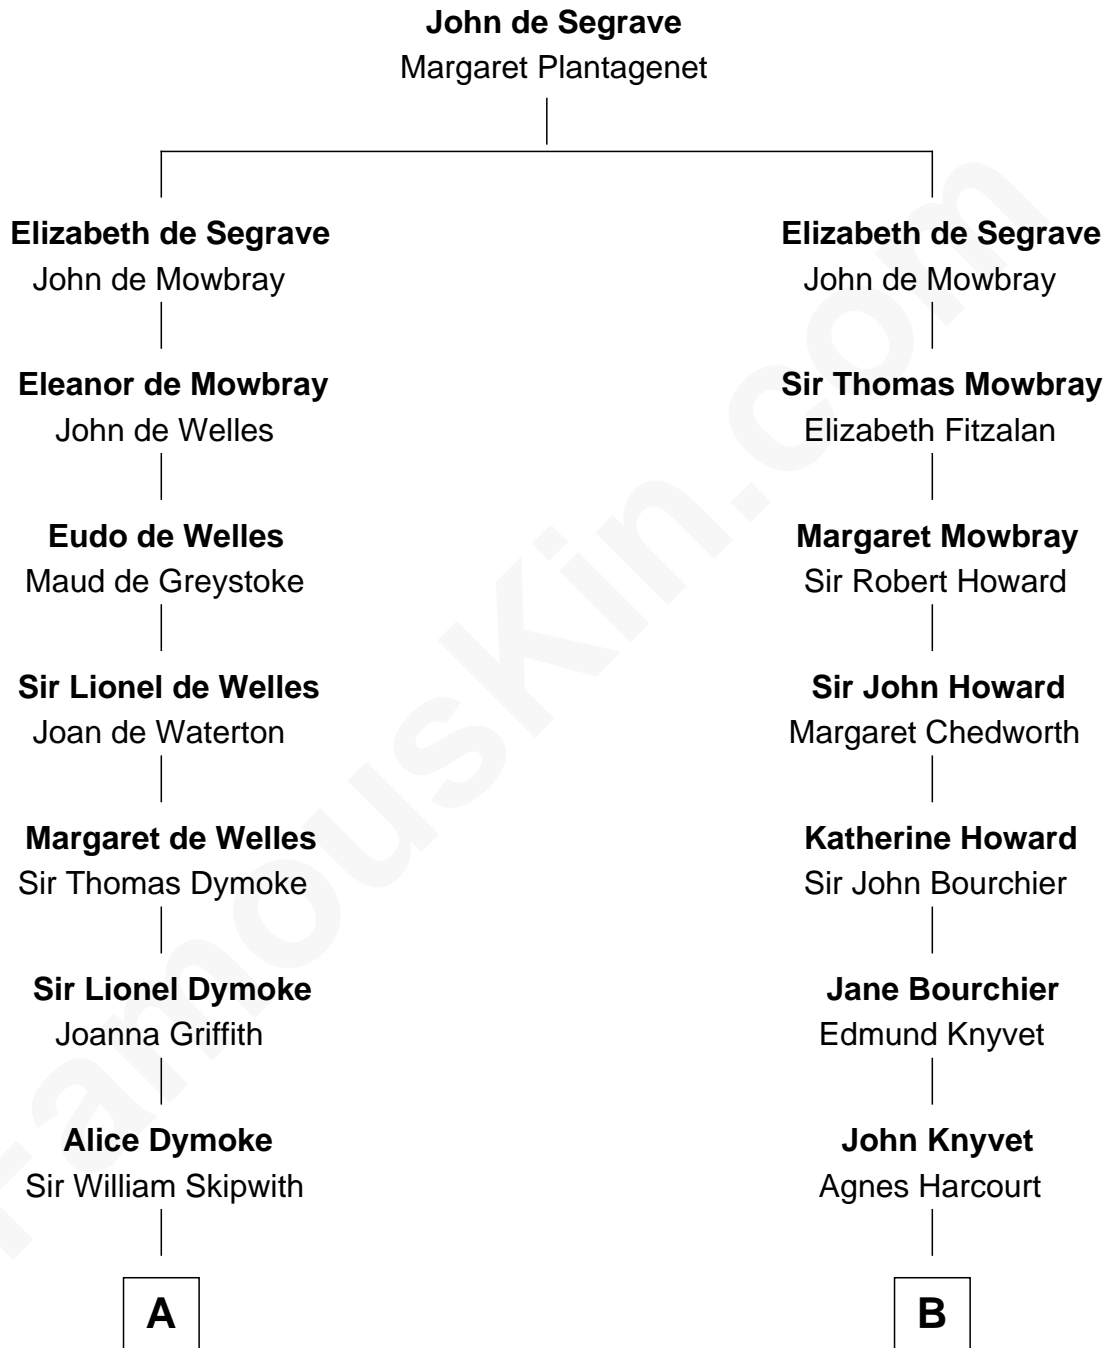 John de Segrave
Margaret Plantagenet
Elizabeth de Segrave
John de Mowbray
Eleanor de Mowbray
John de Welles
Eudo de Welles
Maud de Greystoke
Sir Lionel de Welles
Joan de Waterton
Margaret de Welles
Sir Thomas Dymoke
Sir Lionel Dymoke
Joanna Griffith
Alice Dymoke
Sir William Skipwith
A
Elizabeth de Segrave
John de Mowbray
Sir Thomas Mowbray
Elizabeth Fitzalan
Margaret Mowbray
Sir Robert Howard
Sir John Howard
Margaret Chedworth
Katherine Howard
Sir John Bourchier
Jane Bourchier
Edmund Knyvet
John Knyvet
Agnes Harcourt
B
FamousKin.com